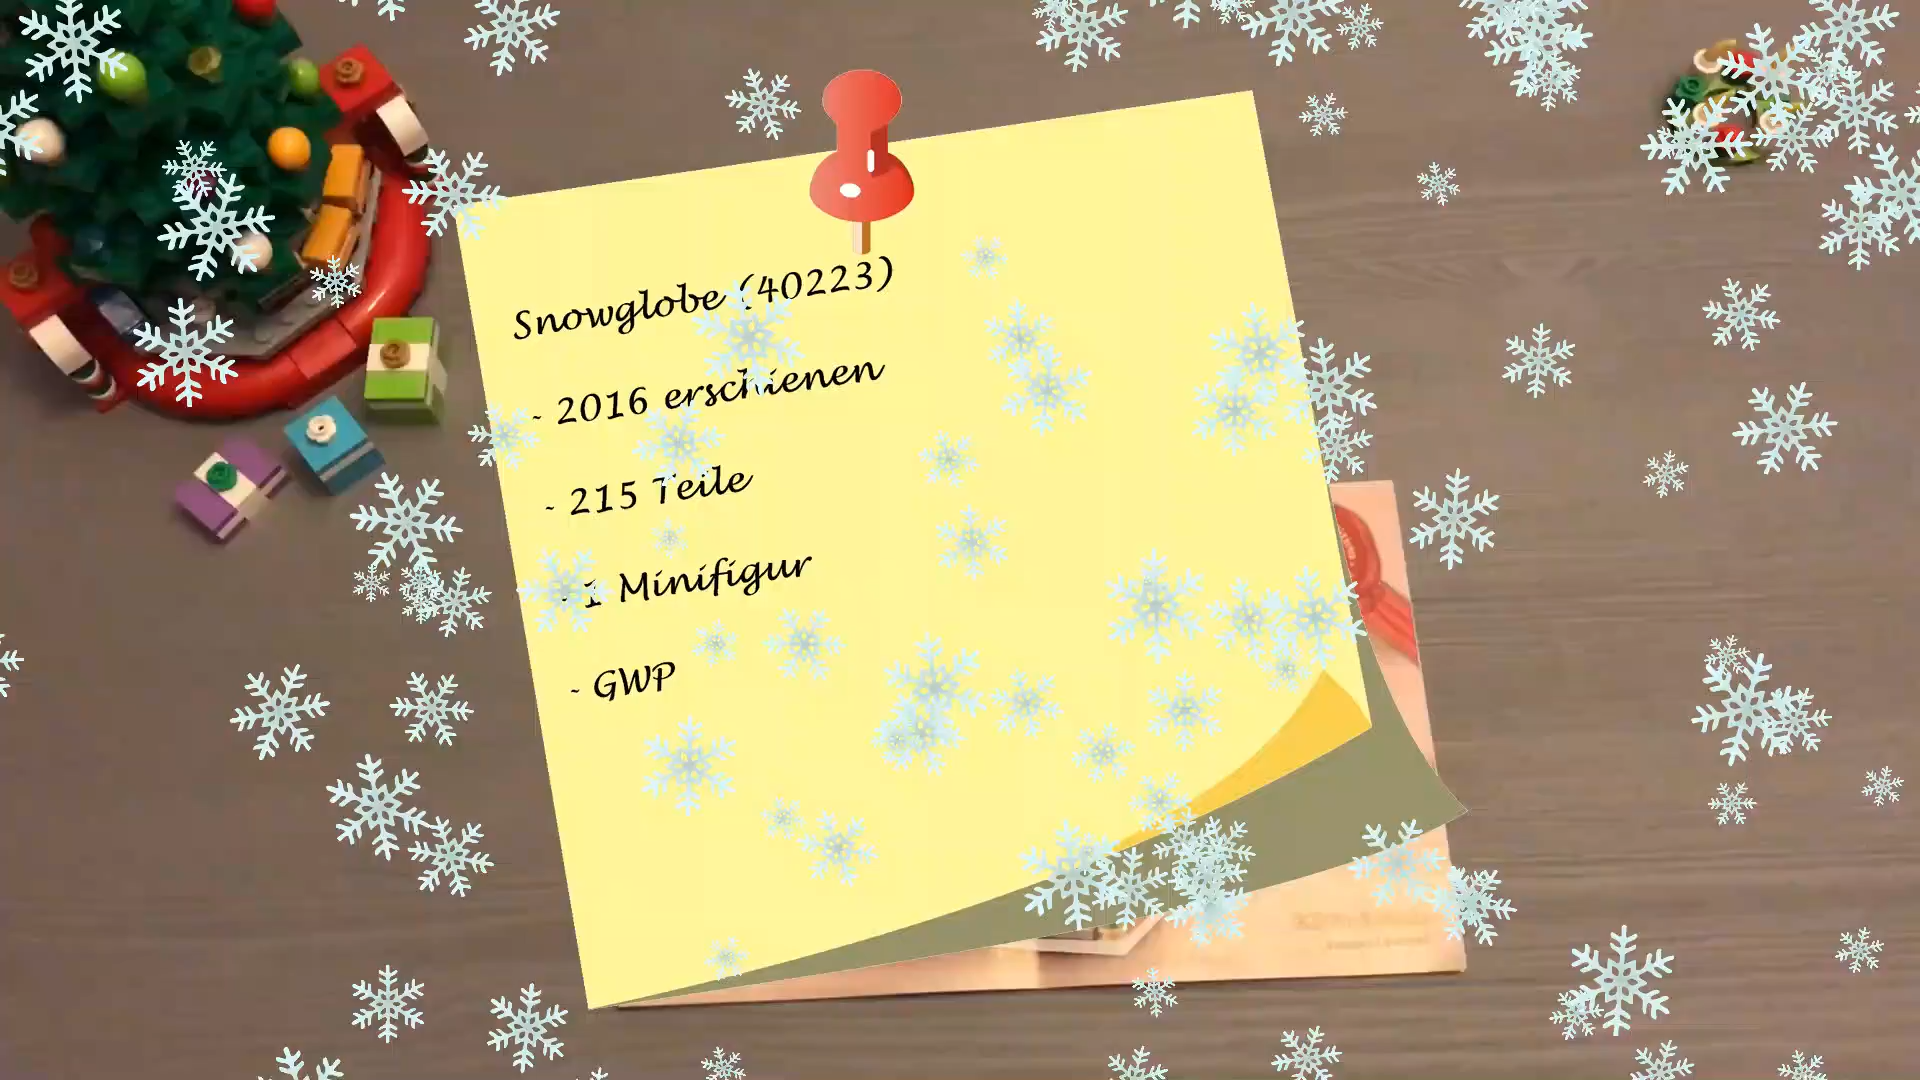 Snowglobe (40223)
- 2016 erschienen
- 215 Teile
- 1 Minifigur
- GWP